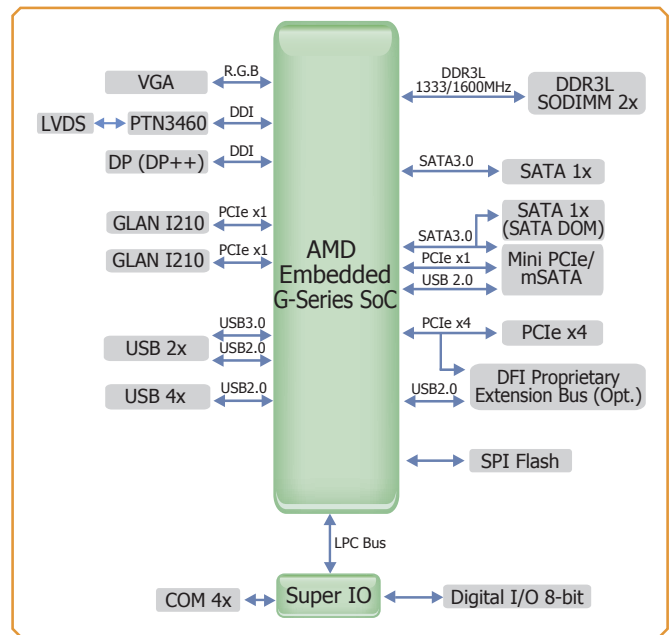 VGA
R.G.B
LVDS
PTN3460
DDI
DP (DP++)
DDI
GLAN I210
PCIe x1
GLAN I210
PCIe x1
USB 2x
USB3.0
USB2.0
USB 4x
USB2.0
AMD
Embedded
G-Series SoC
DDR3L
1333/1600MHz
DDR3L
SODIMM 2x
SATA3.0
SATA 1x
SATA 1x
(SATA DOM)
SATA3.0
PCIe x1
USB 2.0
Mini PCIe/
mSATA
PCIe x4
PCIe x4
DFI Proprietary
Extension Bus (Opt.)
USB2.0
SPI Flash
LPC Bus
COM 4x
Super IO
Digital I/O 8-bit